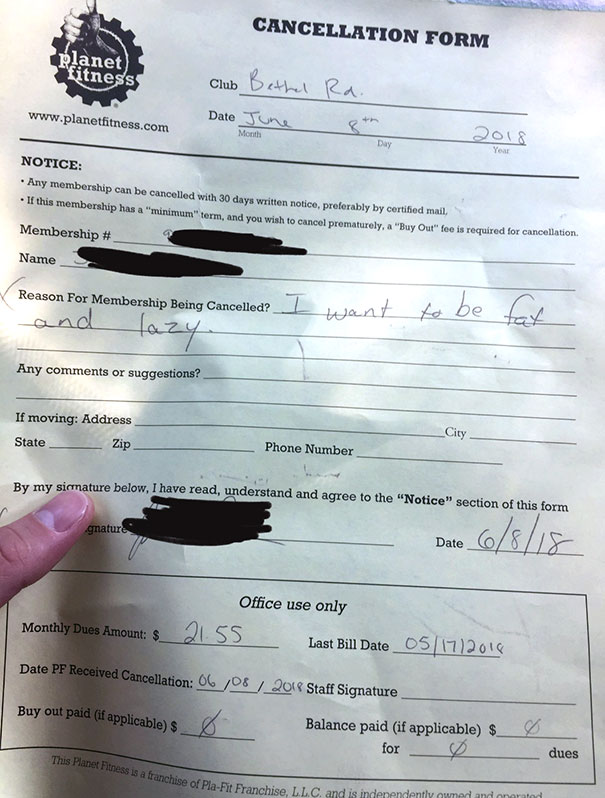 planet
fitness
www.planetfitness.com
CANCELLATION FORM
Club Bethel Rd.
Date June 8th 2018
Month Day Year
NOTICE:
• Any membership can be cancelled with 30 days written notice, preferably by certified mail.
• If this membership has a "minimum" term, and you wish to cancel prematurely, a "Buy Out" fee is required for cancellation.
Membership #
Name
Reason For Membership Being Cancelled? I want to be fat
and lazy.
Any comments or suggestions?
If moving: Address City
State Zip Phone Number
By my signature below, I have read, understand and agree to the "Notice" section of this form
gnature Date 6/8/18
Office use only
Monthly Dues Amount: $ 21.55 Last Bill Date 05/17/2018
Date PF Received Cancellation: 06/08/2018 Staff Signature
Buy out paid (if applicable) $ Ø Balance paid (if applicable) $ Ø
for Ø dues
This Planet Fitness is a franchise of Pla-Fit Franchise, L.L.C. and is independently owned and operated